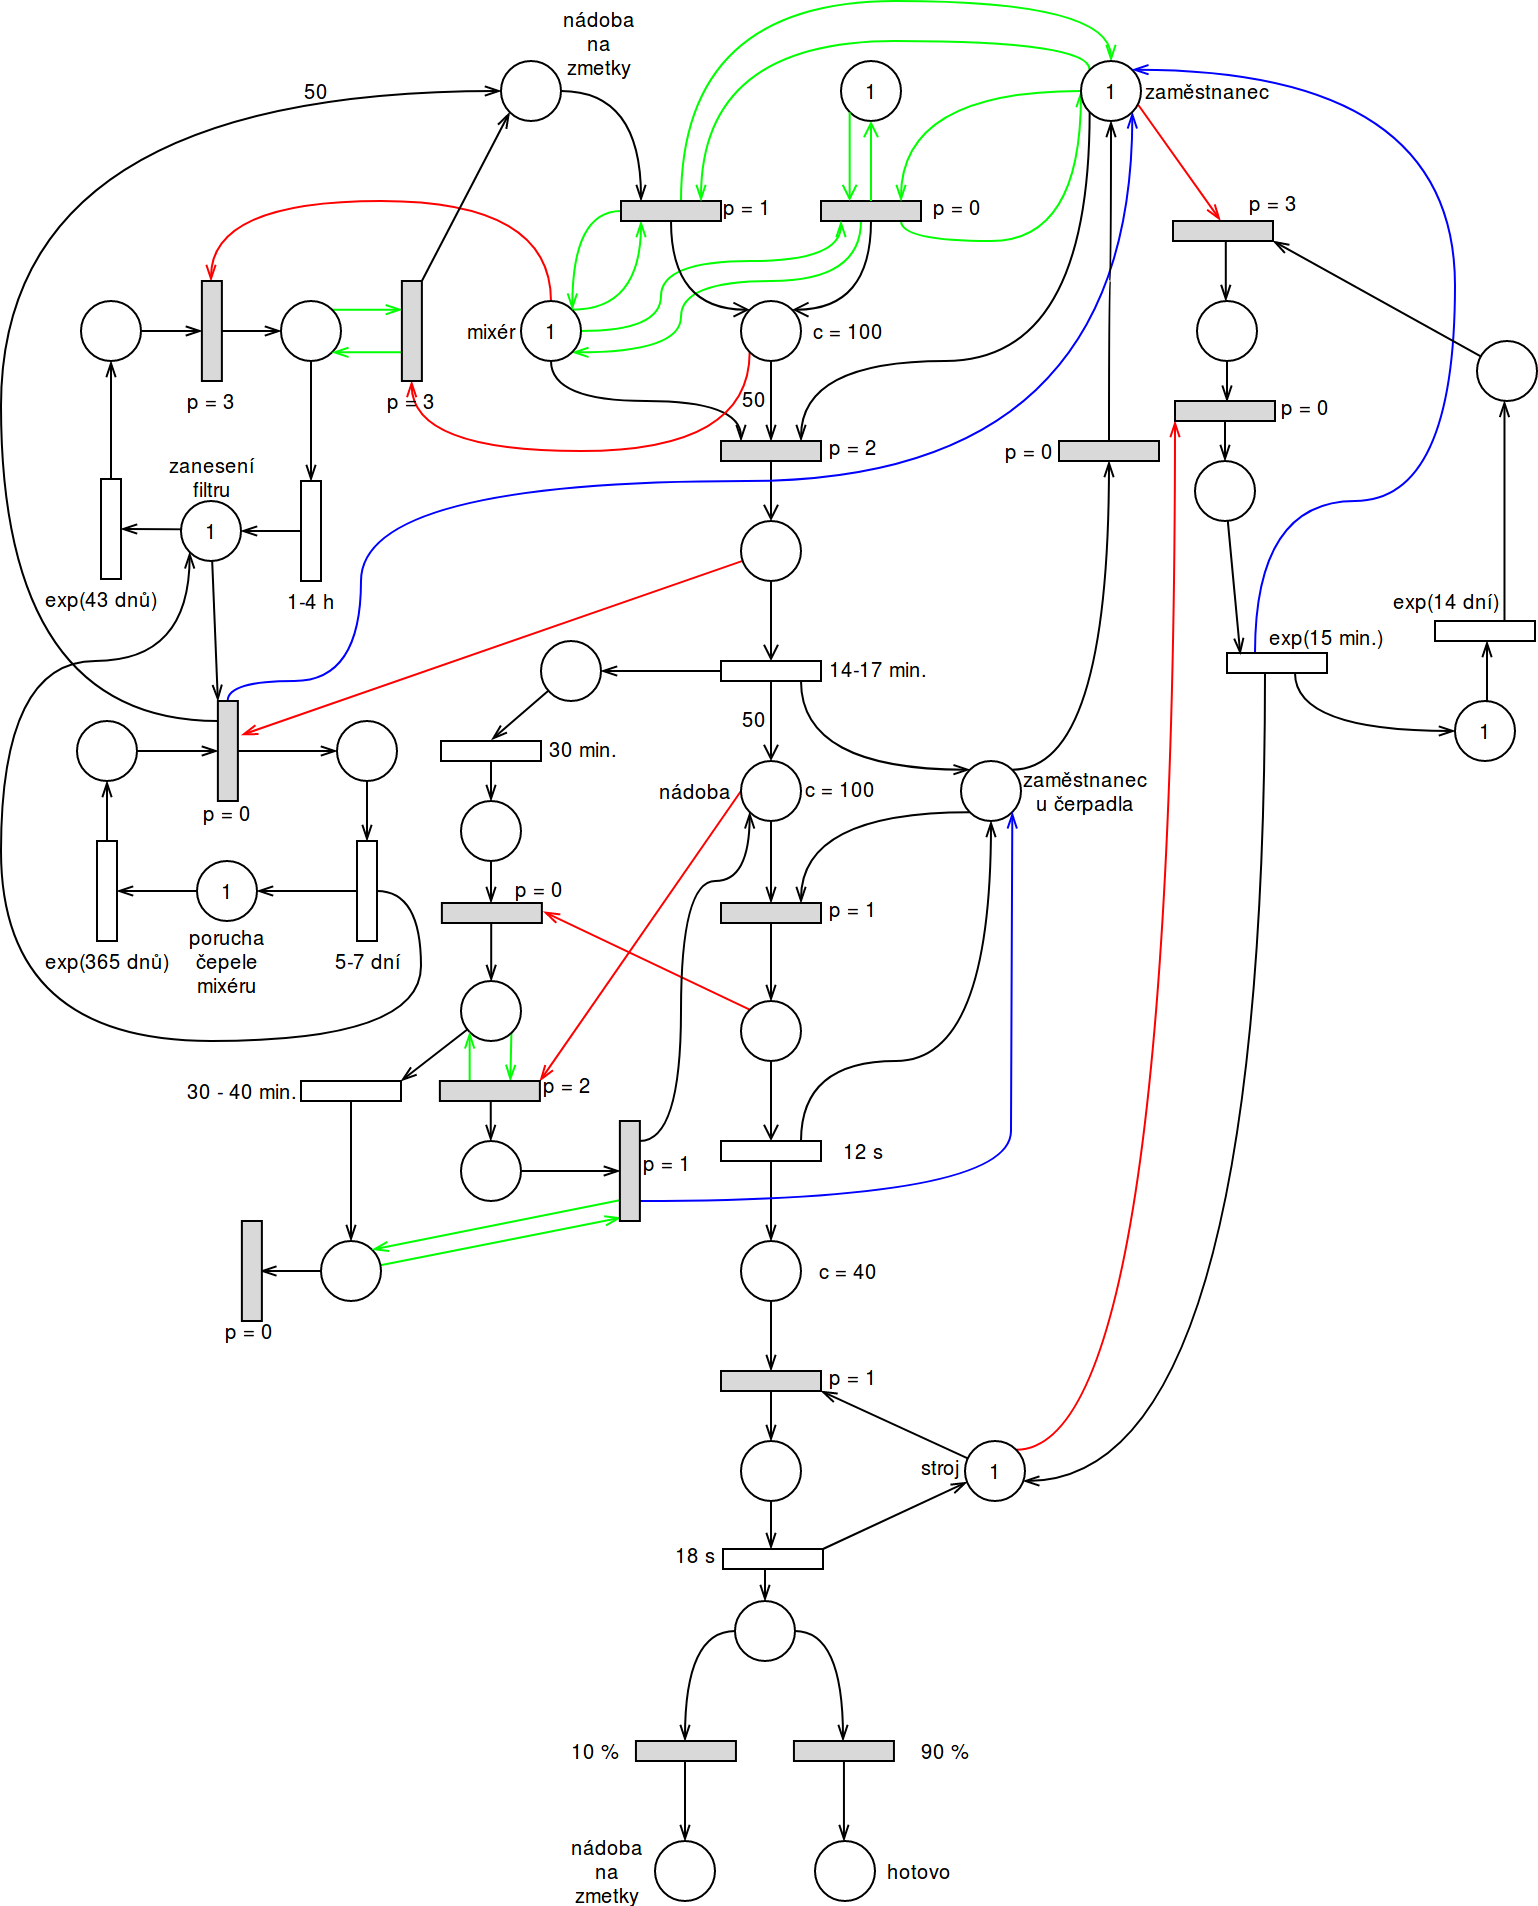 nádoba
na
zmetky
50
1
1
zaměstnanec
p = 1
p = 0
p = 3
mixér
1
c = 100
p = 3
p = 3
50
p = 0
p = 2
p = 0
zanesení
filtru
1
exp(43 dnů)
1-4 h
exp(14 dní)
exp(15 min.)
14-17 min.
50
1
30 min.
nádoba
c = 100
zaměstnanec
u čerpadla
p = 0
p = 0
p = 1
1
porucha
čepele
mixéru
exp(365 dnů)
5-7 dní
30 - 40 min.
p = 2
p = 1
12 s
c = 40
p = 0
p = 1
stroj
1
18 s
10 %
90 %
nádoba
na
zmetky
hotovo